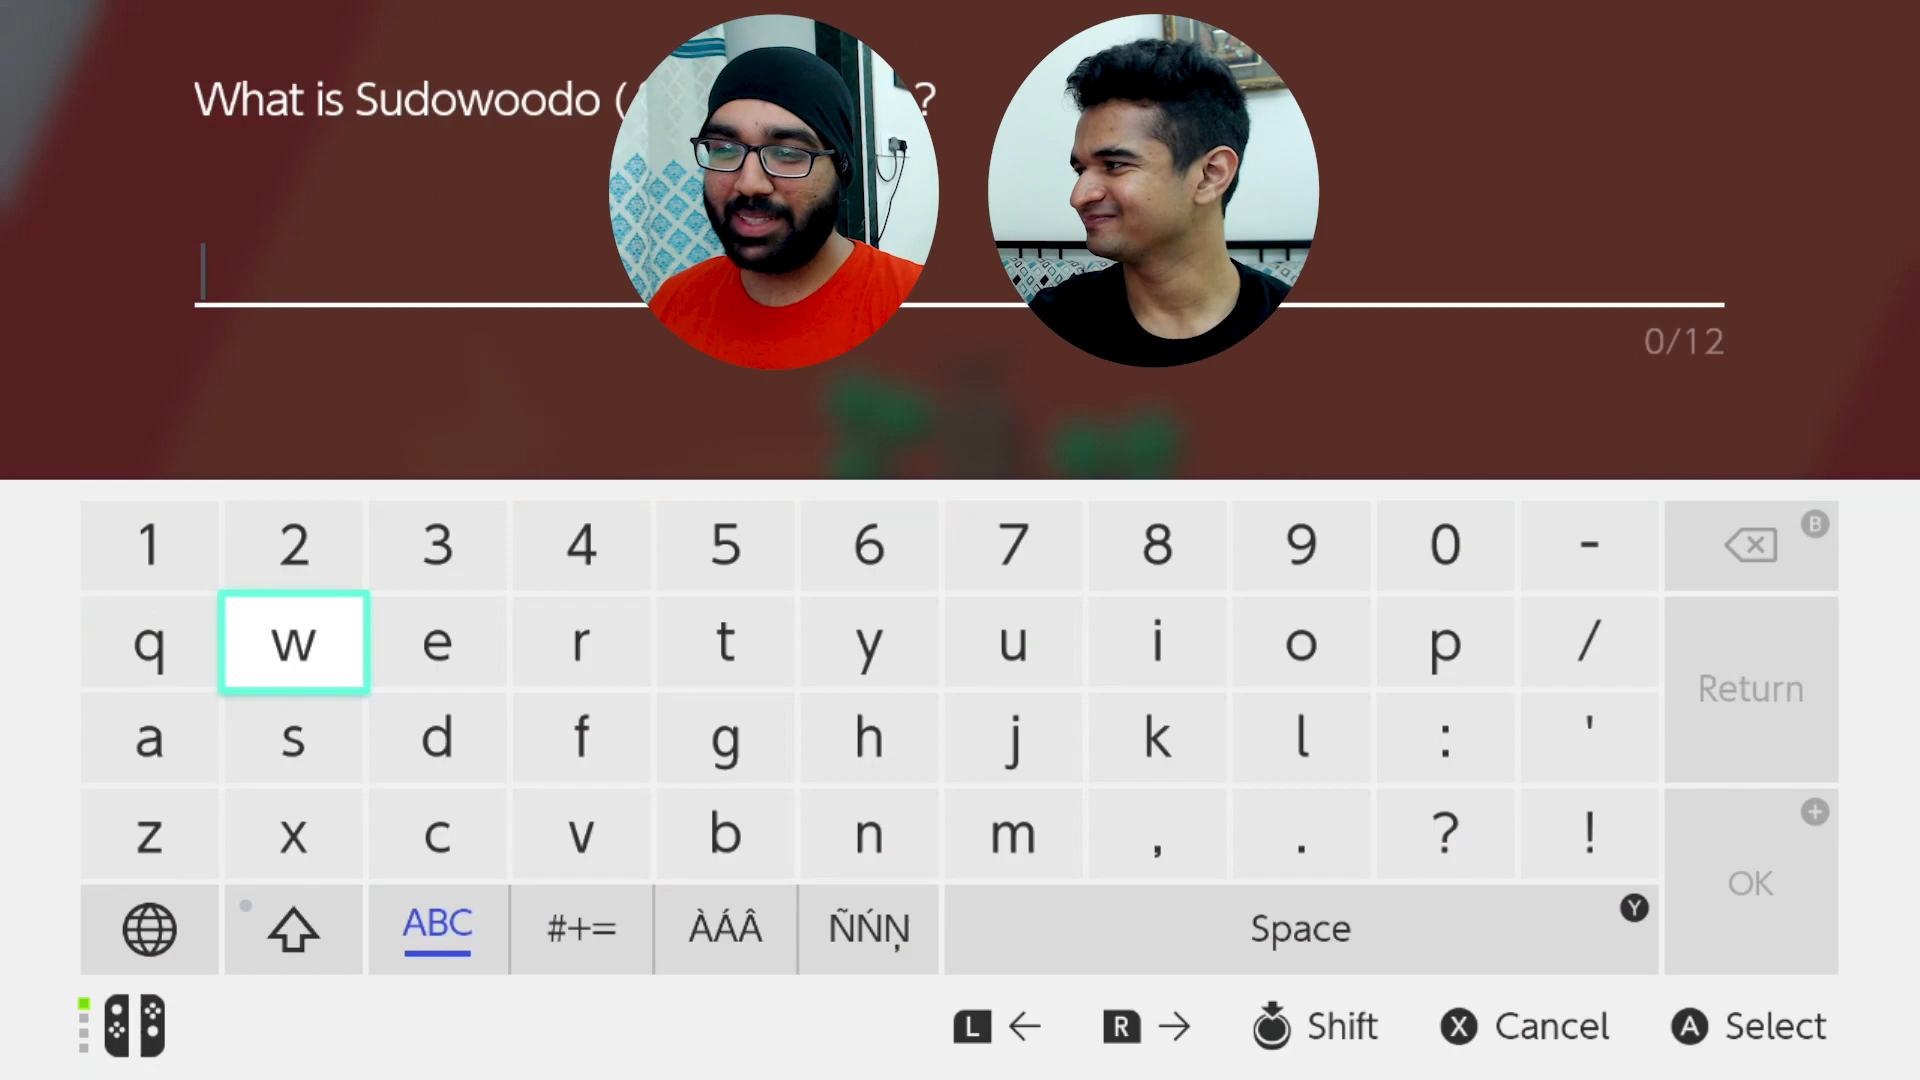 What is Sudowoodo ( ?
0/12
1 2 3 4 5 6 7 8 9 0 - B
q w e r t y u i o p /
Return
a s d f g h j k l : '
z x c v b n m , . ? ! +
OK
ABC #+= ÀÁÂ ÑŃŅ Space Y
L ← R → Shift X Cancel A Select